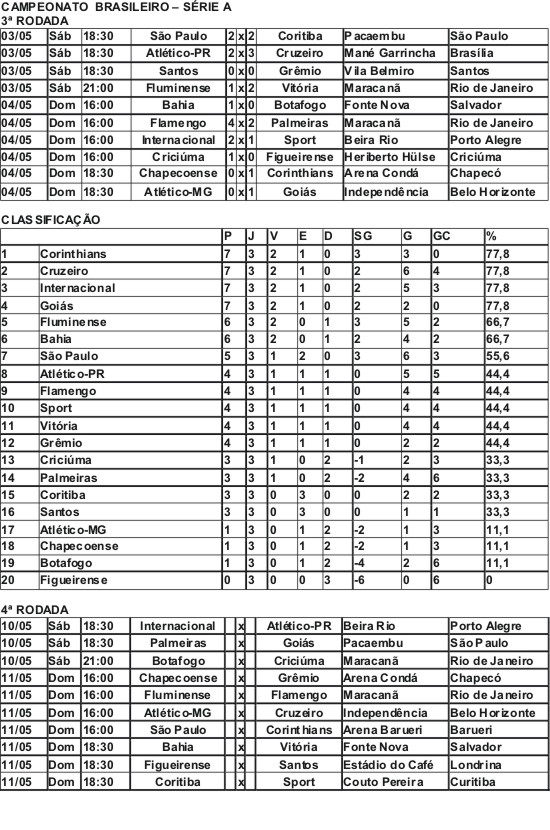 CAMPEONATO BRASILEIRO – SÉRIE A
3ª RODADA
03/05 Sáb 18:30 São Paulo 2 x 2 Coritiba Pacaembu São Paulo
03/05 Sáb 18:30 Atlético-PR 2 x 3 Cruzeiro Mané Garrincha Brasília
03/05 Sáb 18:30 Santos 0 x 0 Grêmio Vila Belmiro Santos
03/05 Sáb 21:00 Fluminense 1 x 2 Vitória Maracanã Rio de Janeiro
04/05 Dom 16:00 Bahia 1 x 0 Botafogo Fonte Nova Salvador
04/05 Dom 16:00 Flamengo 4 x 2 Palmeiras Maracanã Rio de Janeiro
04/05 Dom 16:00 Internacional 2 x 1 Sport Beira Rio Porto Alegre
04/05 Dom 16:00 Criciúma 1 x 0 Figueirense Heriberto Hülse Criciúma
04/05 Dom 18:30 Chapecoense 0 x 1 Corinthians Arena Condá Chapecó
04/05 Dom 18:30 Atlético-MG 0 x 1 Goiás Independência Belo Horizonte
CLASSIFICAÇÃO
P J V E D SG G GC %
1 Corinthians 7 3 2 1 0 3 3 0 77,8
2 Cruzeiro 7 3 2 1 0 2 6 4 77,8
3 Internacional 7 3 2 1 0 2 5 3 77,8
4 Goiás 7 3 2 1 0 2 2 0 77,8
5 Fluminense 6 3 2 0 1 3 5 2 66,7
6 Bahia 6 3 2 0 1 2 4 2 66,7
7 São Paulo 5 3 1 2 0 3 6 3 55,6
8 Atlético-PR 4 3 1 1 1 0 5 5 44,4
9 Flamengo 4 3 1 1 1 0 4 4 44,4
10 Sport 4 3 1 1 1 0 4 4 44,4
11 Vitória 4 3 1 1 1 0 4 4 44,4
12 Grêmio 4 3 1 1 1 0 2 2 44,4
13 Criciúma 3 3 1 0 2 -1 2 3 33,3
14 Palmeiras 3 3 1 0 2 -2 4 6 33,3
15 Coritiba 3 3 0 3 0 0 2 2 33,3
16 Santos 3 3 0 3 0 0 1 1 33,3
17 Atlético-MG 1 3 0 1 2 -2 1 3 11,1
18 Chapecoense 1 3 0 1 2 -2 1 3 11,1
19 Botafogo 1 3 0 1 2 -4 2 6 11,1
20 Figueirense 0 3 0 0 3 -6 0 6 0
4ª RODADA
10/05 Sáb 18:30 Internacional x Atlético-PR Beira Rio Porto Alegre
10/05 Sáb 18:30 Palmeiras x Goiás Pacaembu São Paulo
10/05 Sáb 21:00 Botafogo x Criciúma Maracanã Rio de Janeiro
11/05 Dom 16:00 Chapecoense x Grêmio Arena Condá Chapecó
11/05 Dom 16:00 Fluminense x Flamengo Maracanã Rio de Janeiro
11/05 Dom 16:00 Atlético-MG x Cruzeiro Independência Belo Horizonte
11/05 Dom 16:00 São Paulo x Corinthians Arena Barueri Barueri
11/05 Dom 18:30 Bahia x Vitória Fonte Nova Salvador
11/05 Dom 18:30 Figueirense x Santos Estádio do Café Londrina
11/05 Dom 18:30 Coritiba x Sport Couto Pereira Curitiba